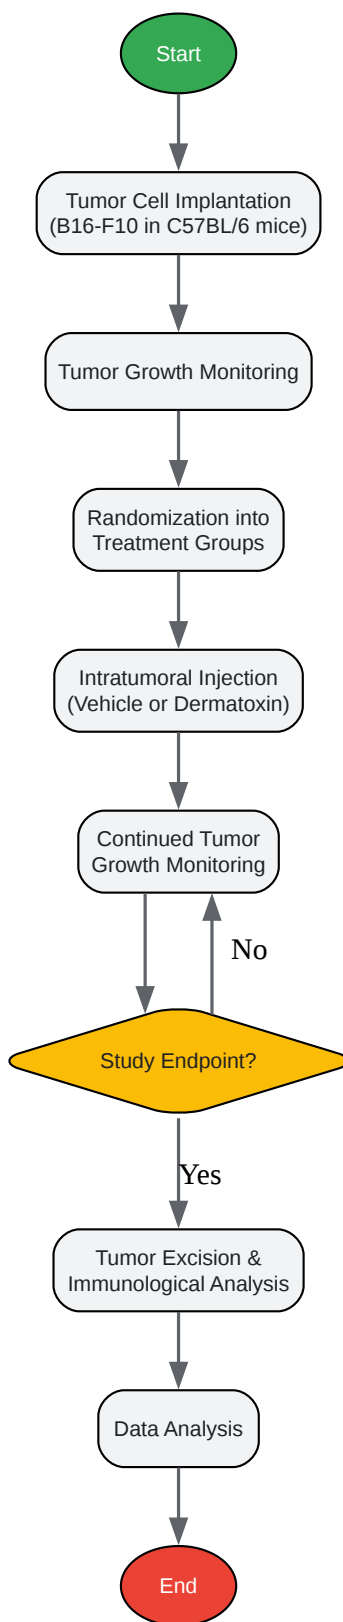 Start
Tumor Cell Implantation
(B16-F10 in C57BL/6 mice)
Tumor Growth Monitoring
Randomization into
Treatment Groups
Intratumoral Injection
(Vehicle or Dermatoxin)
Continued Tumor
Growth Monitoring
No
Study Endpoint?
Yes
Tumor Excision &
Immunological Analysis
Data Analysis
End